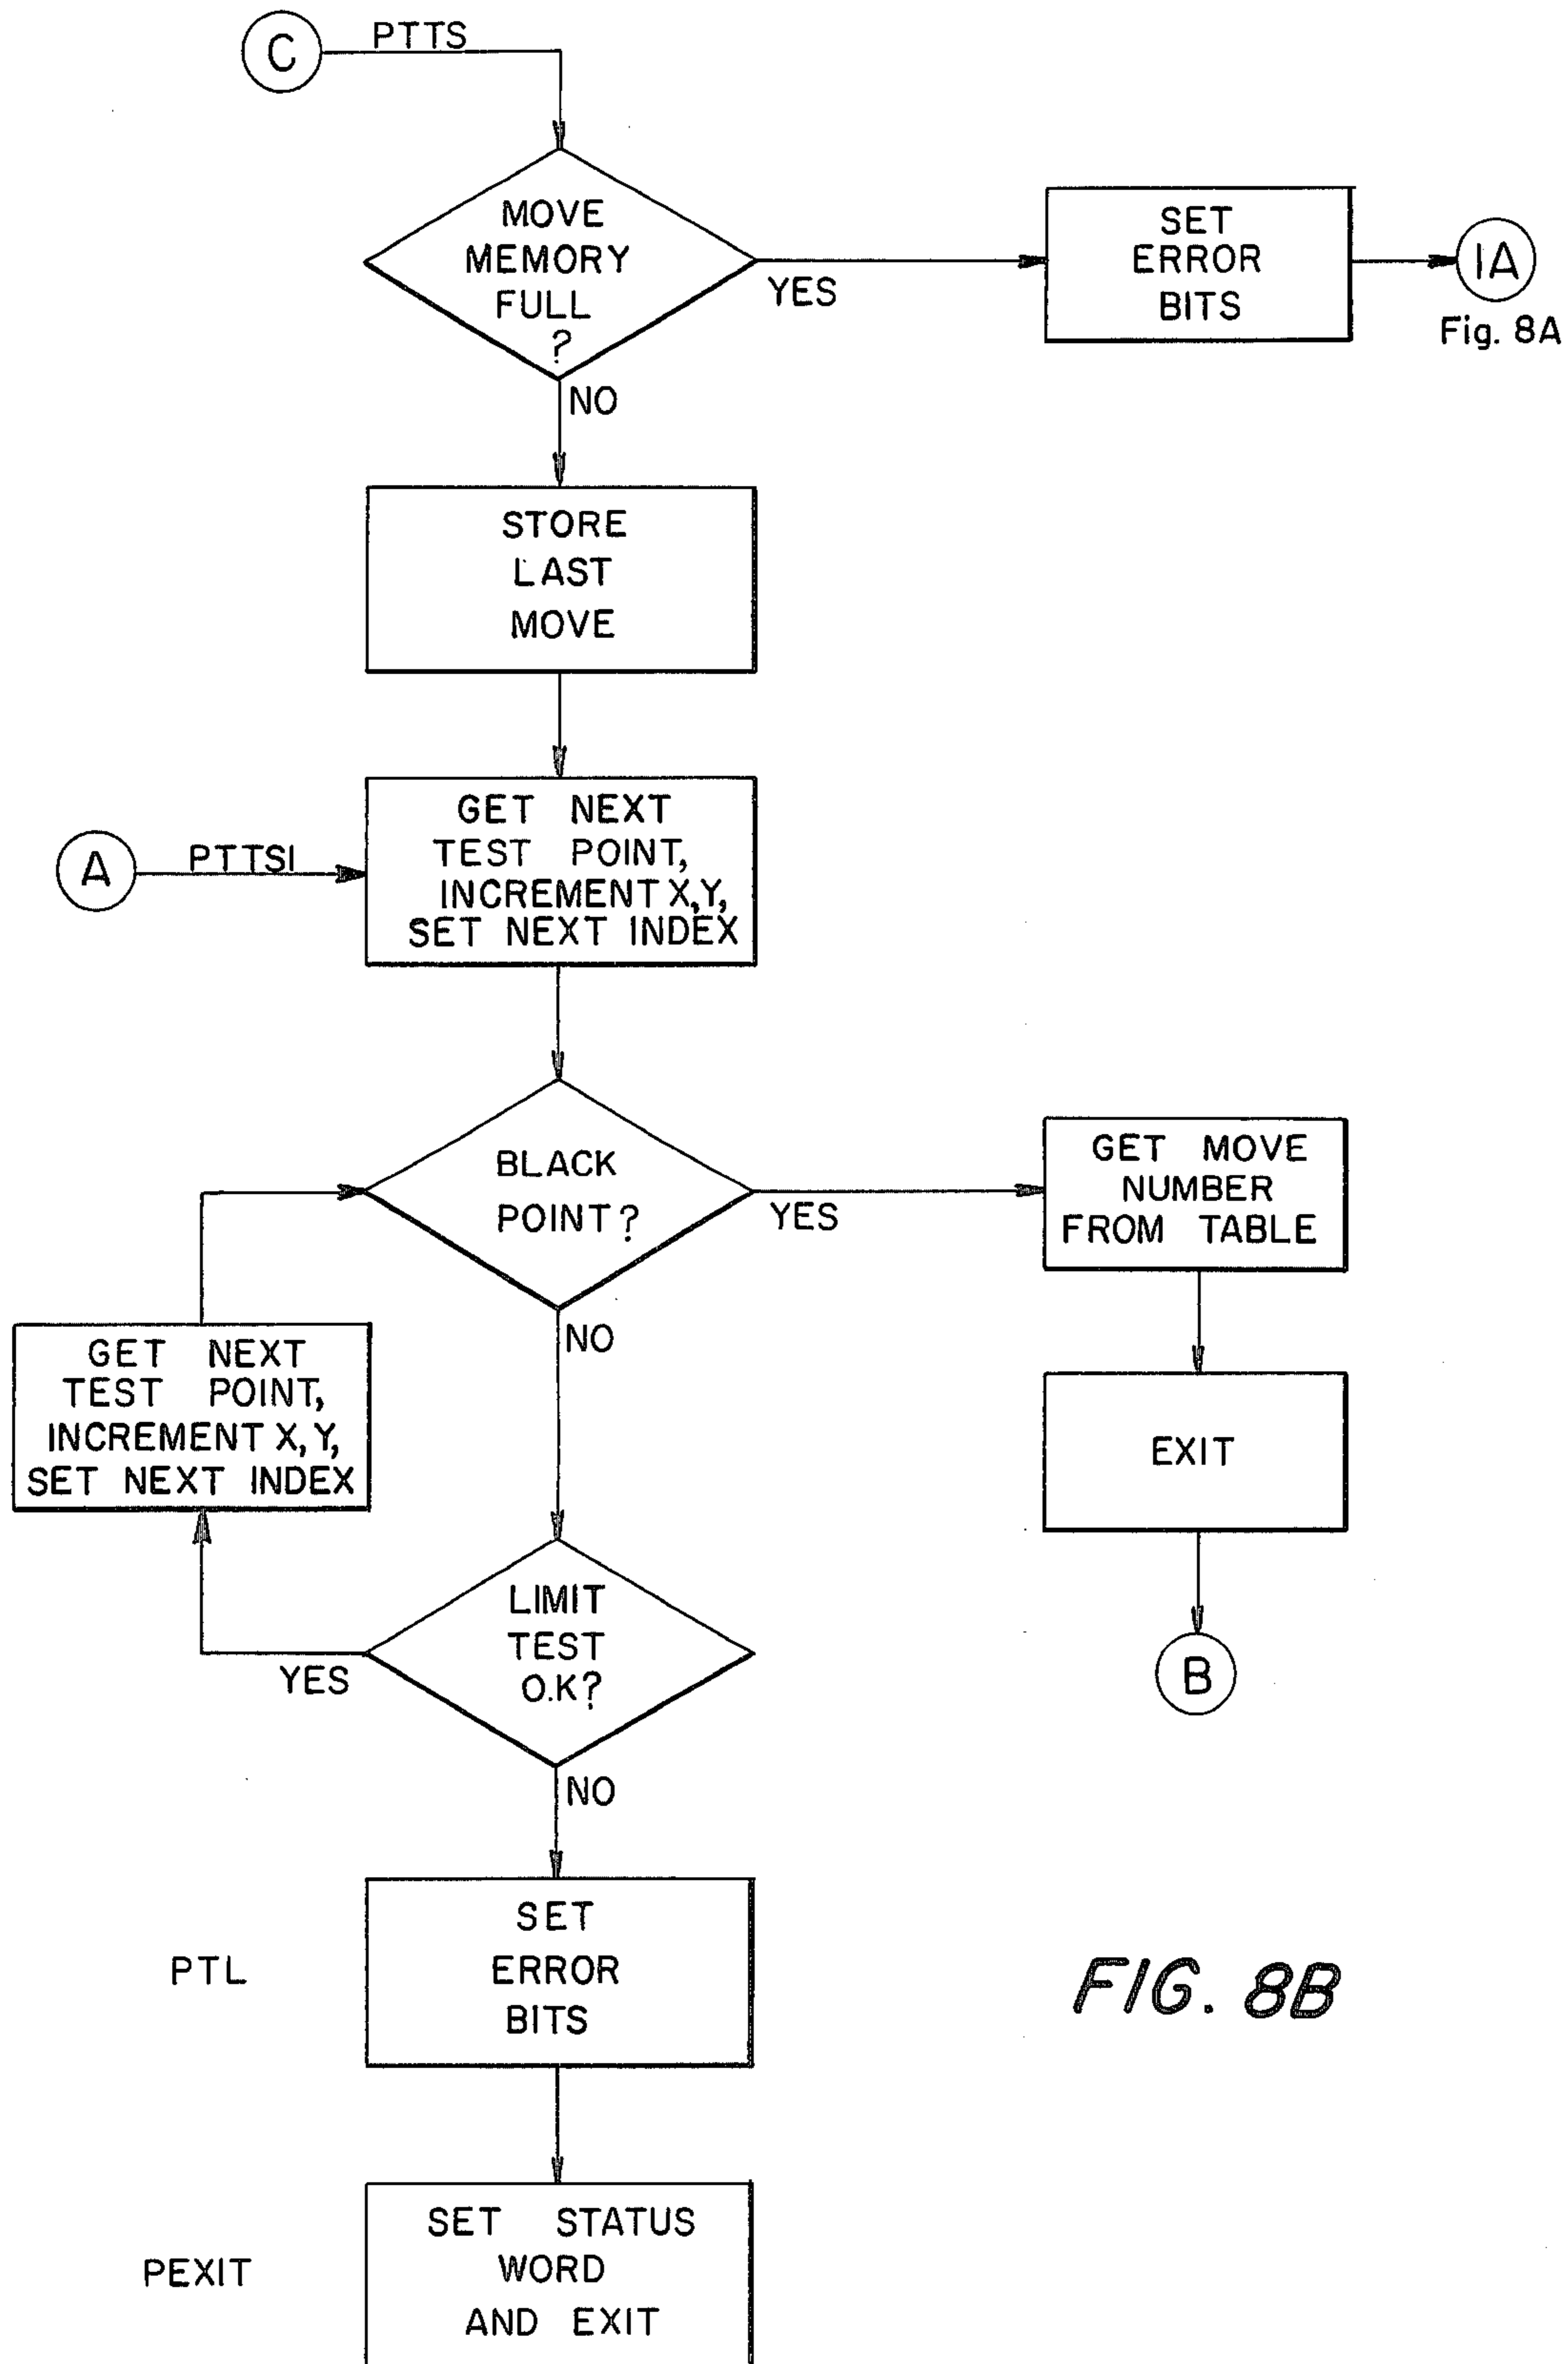 C
PTTS
MOVE
MEMORY
FULL
?
YES
SET
ERROR
BITS
1A
Fig. 8A
NO
STORE
LAST
MOVE
A
PTTS1
GET NEXT
TEST POINT,
INCREMENT X,Y,
SET NEXT INDEX
BLACK
POINT?
YES
GET MOVE
NUMBER
FROM TABLE
NO
GET NEXT
TEST POINT,
INCREMENT X,Y,
SET NEXT INDEX
EXIT
LIMIT
TEST
O.K?
YES
B
NO
PTL
SET
ERROR
BITS
FIG. 8B
PEXIT
SET STATUS
WORD
AND EXIT